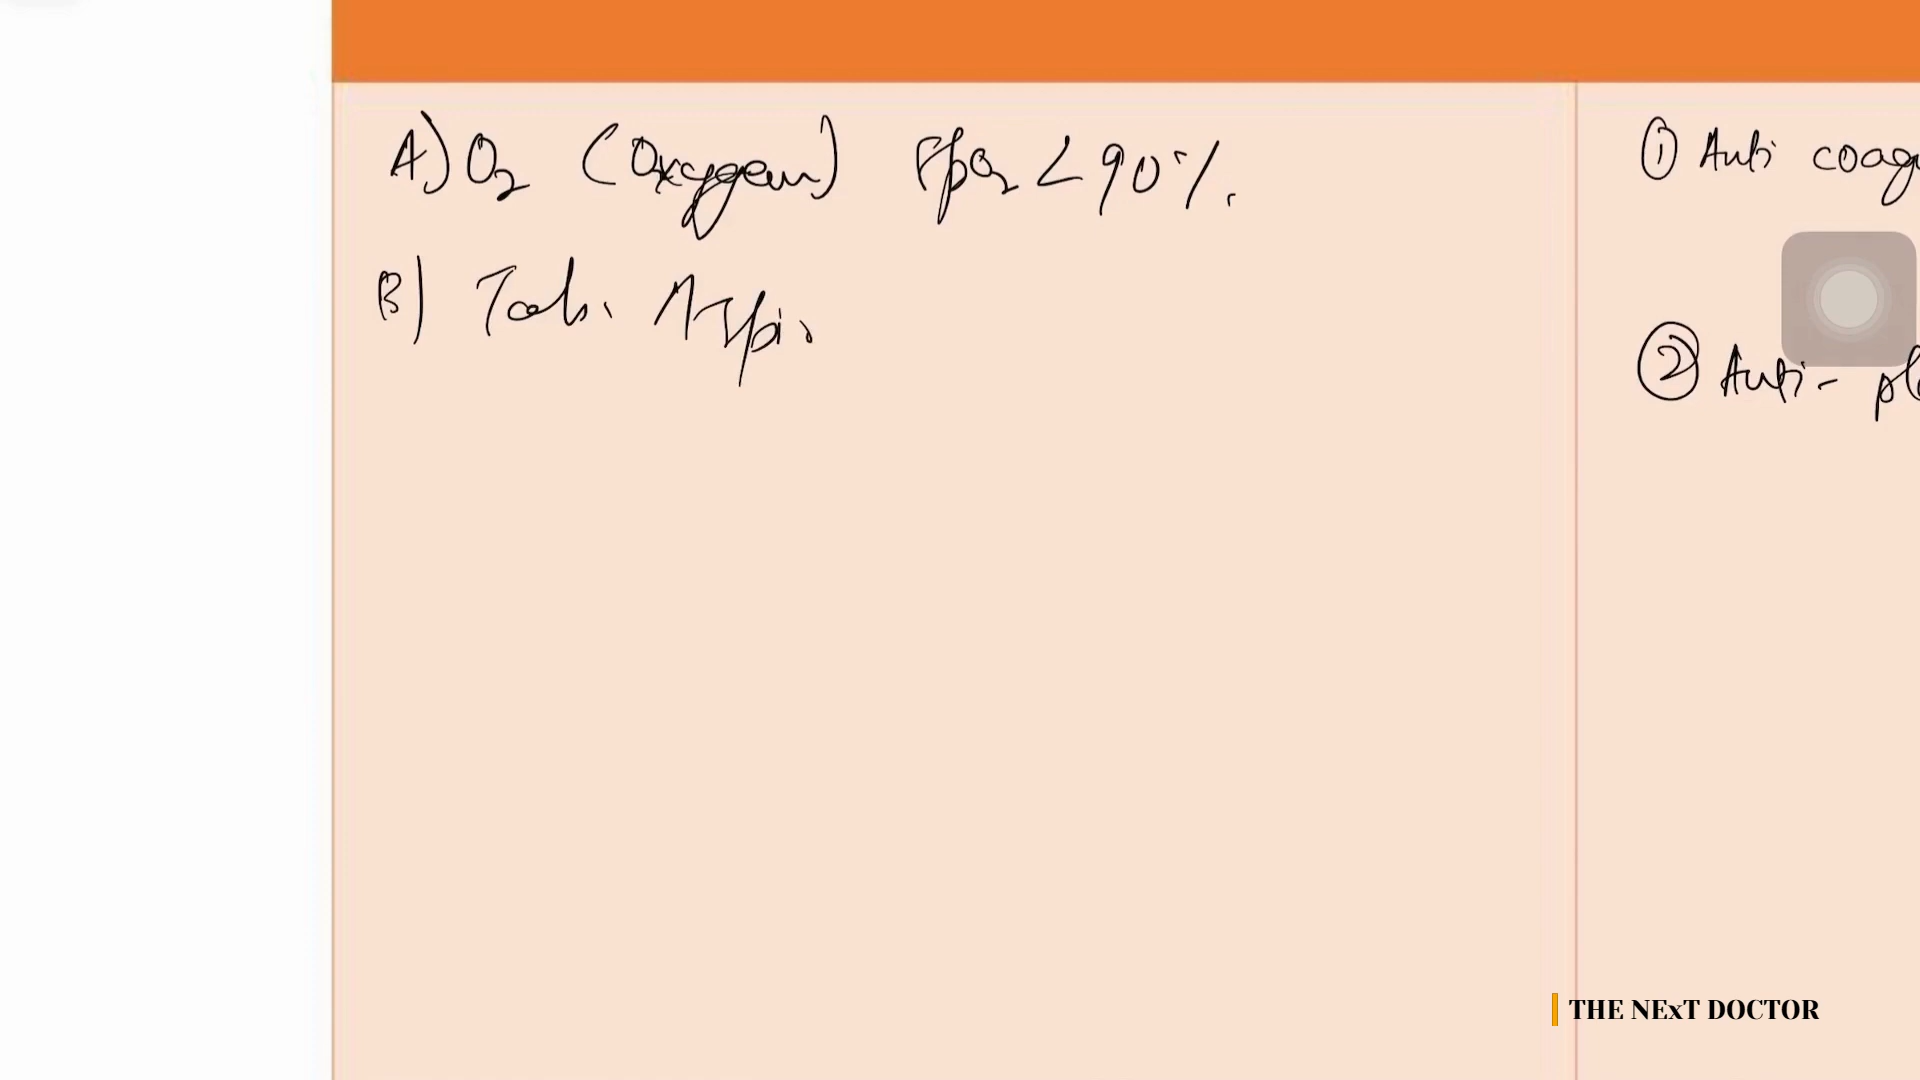 A) O₂ (Oxygen) SpO₂ < 90%.
B) Tab. Aspi
① Anti coag
② Anti- pl
THE NExT DOCTOR